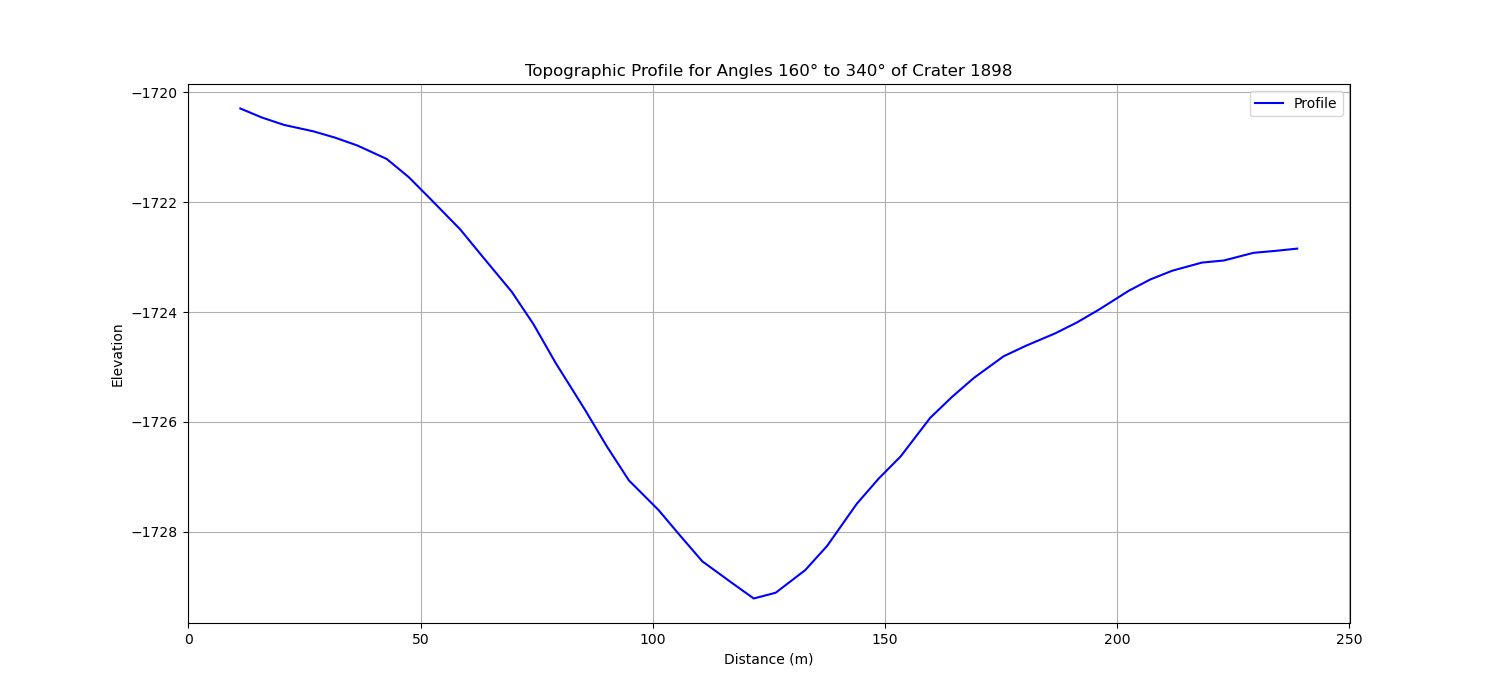 Topographic Profile for Angles 160° to 340° of Crater 1898
Profile
−1720
−1722
−1724
−1726
−1728
Elevation
0 50 100 150 200 250
Distance (m)